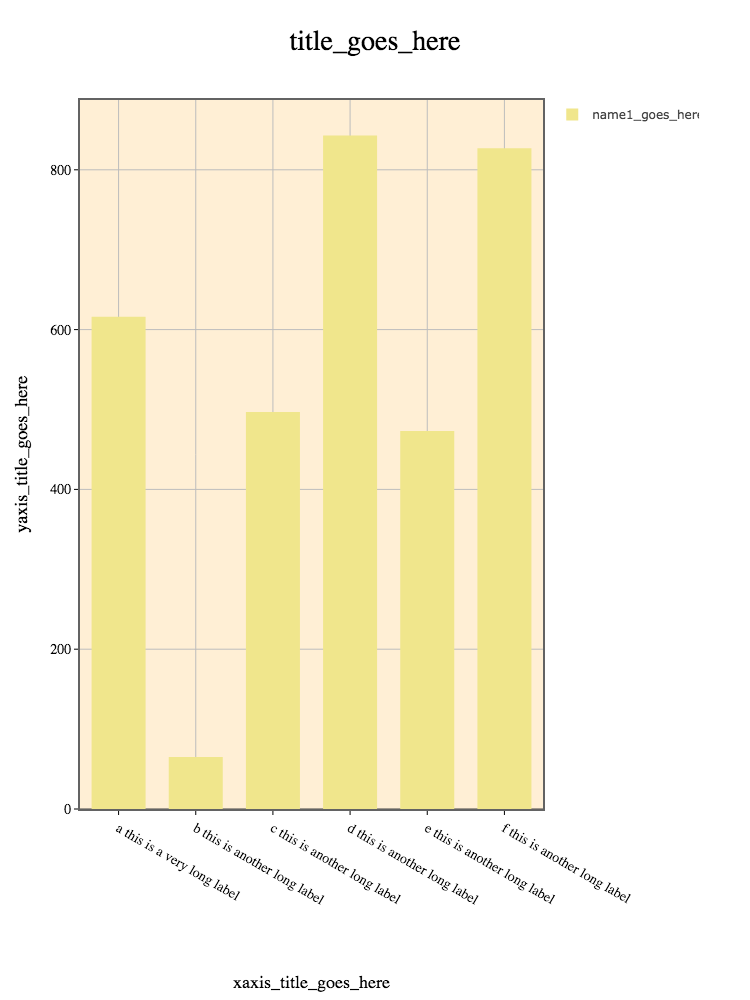 title_goes_here
name1_goes_here
800
600
400
200
0
yaxis_title_goes_here
a this is a very long label
b this is another long label
c this is another long label
d this is another long label
e this is another long label
f this is another long label
xaxis_title_goes_here